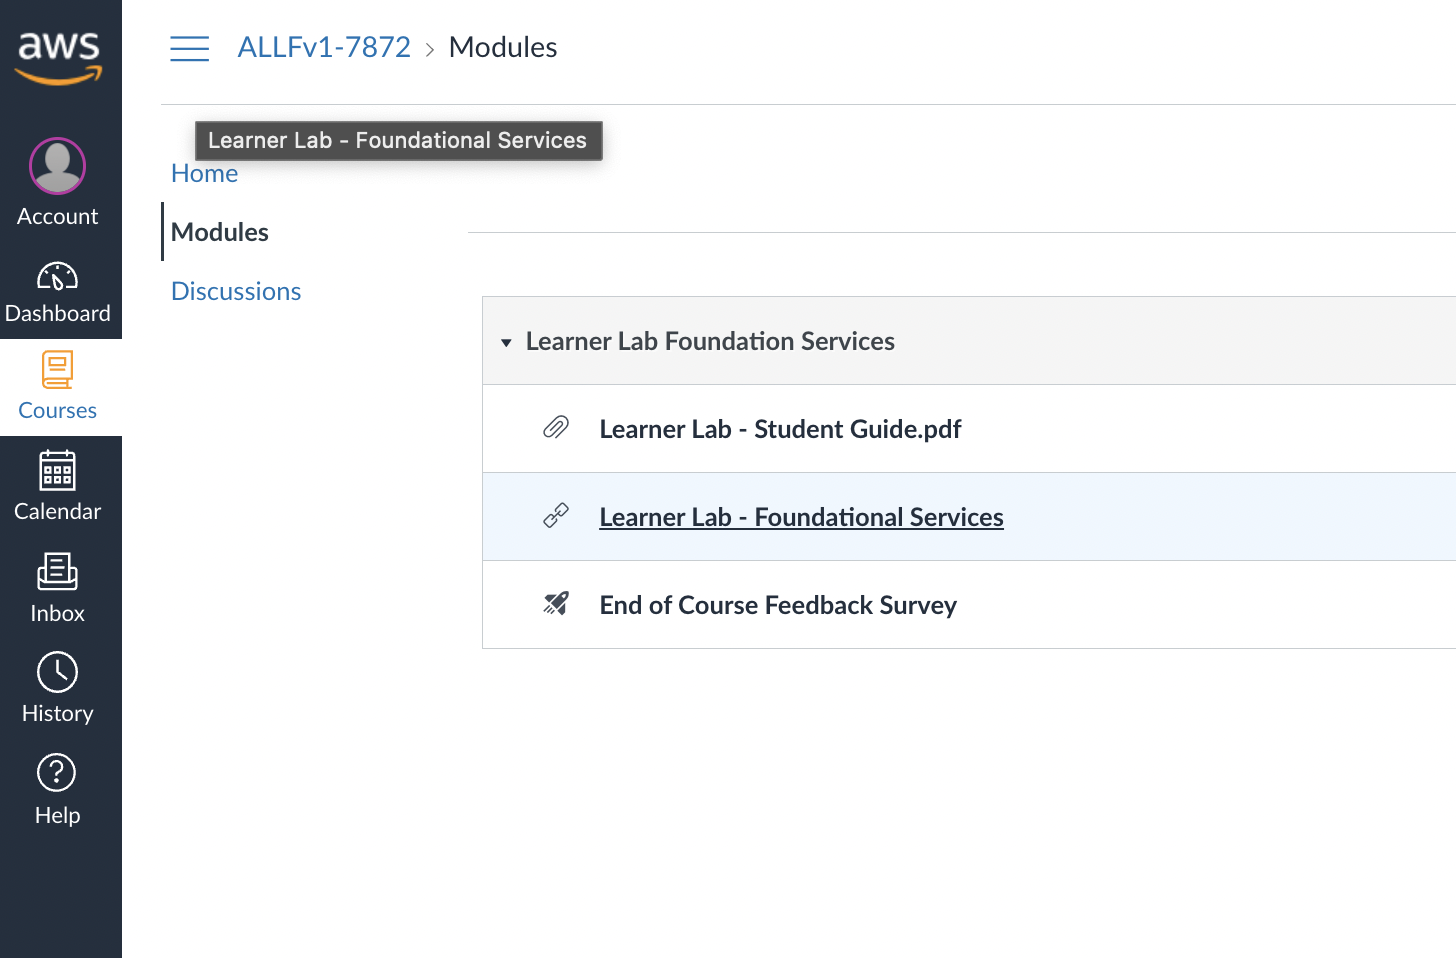 aws
ALLFv1-7872 > Modules
Learner Lab - Foundational Services
Account
Dashboard
Courses
Calendar
Inbox
History
Help
Home
Modules
Discussions
Learner Lab Foundation Services
Learner Lab - Student Guide.pdf
Learner Lab - Foundational Services
End of Course Feedback Survey